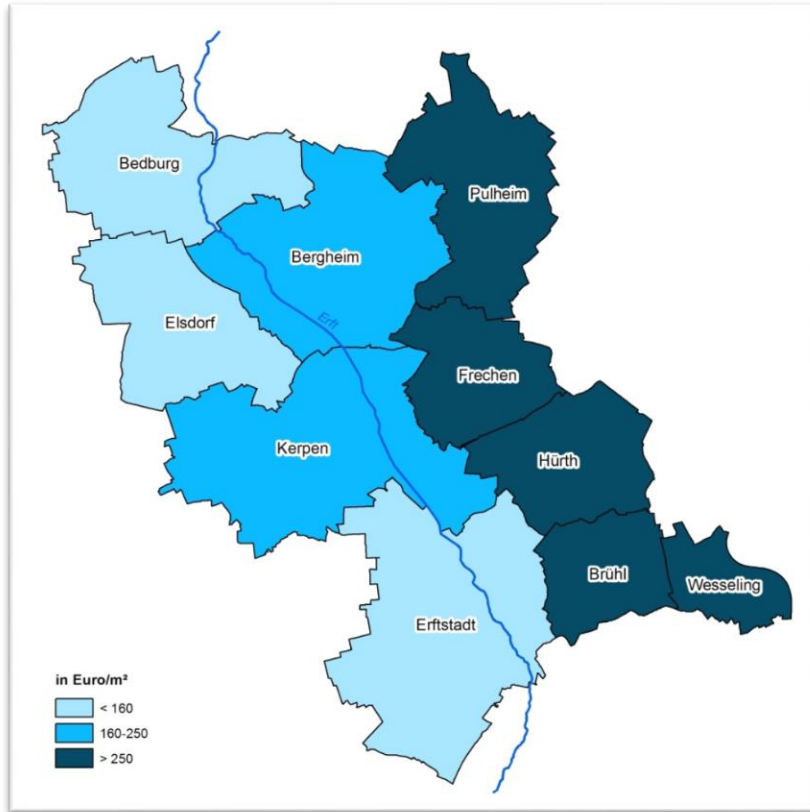 Bedburg
Pulheim
Bergheim
Erft
Elsdorf
Frechen
Kerpen
Hürth
Brühl
Wesseling
Erftstadt
in Euro/m²
< 160
160-250
> 250